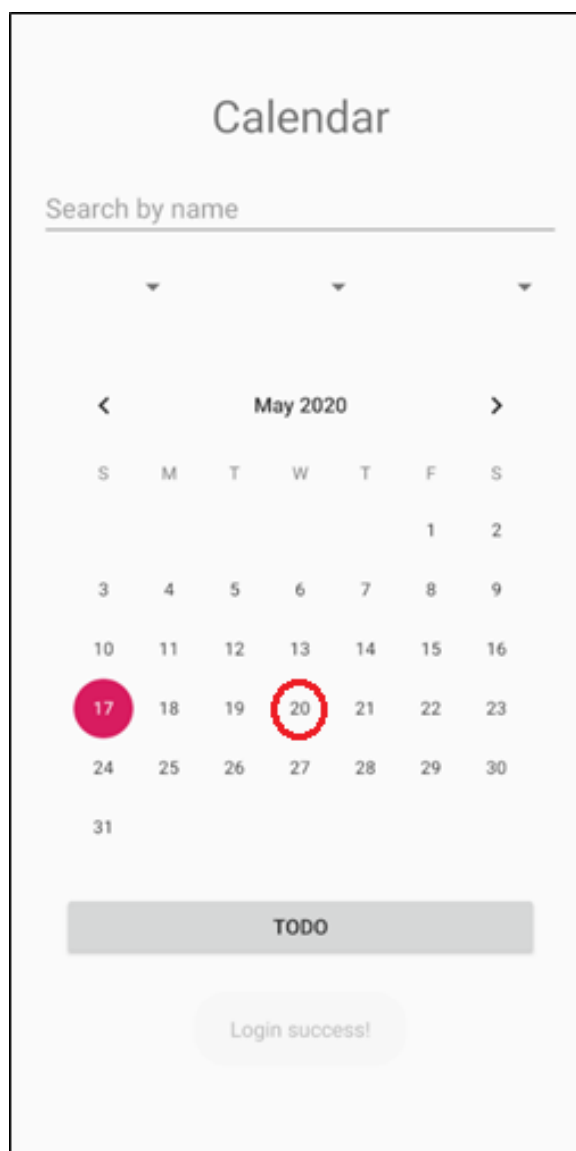 Calendar
Search by name
May 2020
S M T W T F S
1 2
3 4 5 6 7 8 9
10 11 12 13 14 15 16
17 18 19 20 21 22 23
24 25 26 27 28 29 30
31
TODO
Login success!